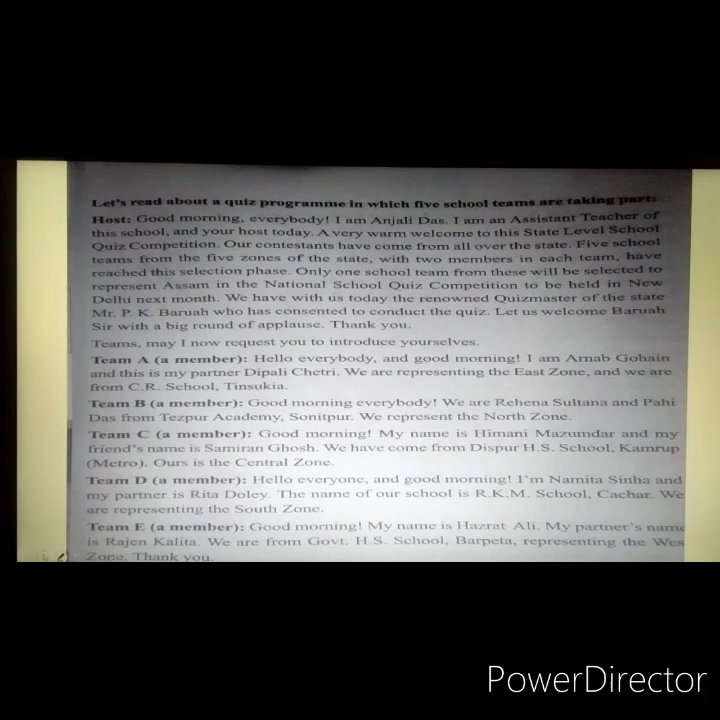 Let's read about a quiz programme in which five school teams are taking part:
Host: Good morning, everybody! I am Anjali Das. I am an Assistant Teacher of
this school, and your host today. A very warm welcome to this State Level School
Quiz Competition. Our contestants have come from all over the state. Five school
teams from the five zones of the state, with two members in each team, have
reached this selection phase. Only one school team from these will be selected to
represent Assam in the National School Quiz Competition to be held in New
Delhi next month. We have with us today the renowned Quizmaster of the state
Mr. P. K. Baruah who has consented to conduct the quiz. Let us welcome Baruah
Sir with a big round of applause. Thank you.
Teams, may I now request you to introduce yourselves.
Team A (a member): Hello everybody, and good morning! I am Arnab Gohain
and this is my partner Dipali Chetri. We are representing the East Zone, and we are
from C.R. School, Tinsukia.
Team B (a member): Good morning everybody! We are Rehena Sultana and Pahi
Das from Tezpur Academy, Sonitpur. We represent the North Zone.
Team C (a member): Good morning! My name is Himani Mazumdar and my
friend's name is Samiran Ghosh. We have come from Dispur H.S. School, Kamrup
(Metro). Ours is the Central Zone.
Team D (a member): Hello everyone, and good morning! I'm Namita Sinha and
my partner is Rita Doley. The name of our school is R.K.M. School, Cachar. We
are representing the South Zone.
Team E (a member): Good morning! My name is Hazrat Ali. My partner's name
is Rajen Kalita. We are from Govt. H.S. School, Barpeta, representing the Wes
Zone. Thank you.
PowerDirector